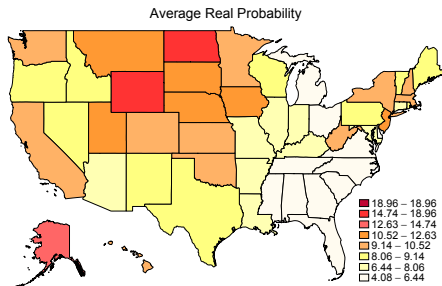 Average Real Probability
18.96 – 18.96
14.74 – 18.96
12.63 – 14.74
10.52 – 12.63
9.14 – 10.52
8.06 – 9.14
6.44 – 8.06
4.08 – 6.44